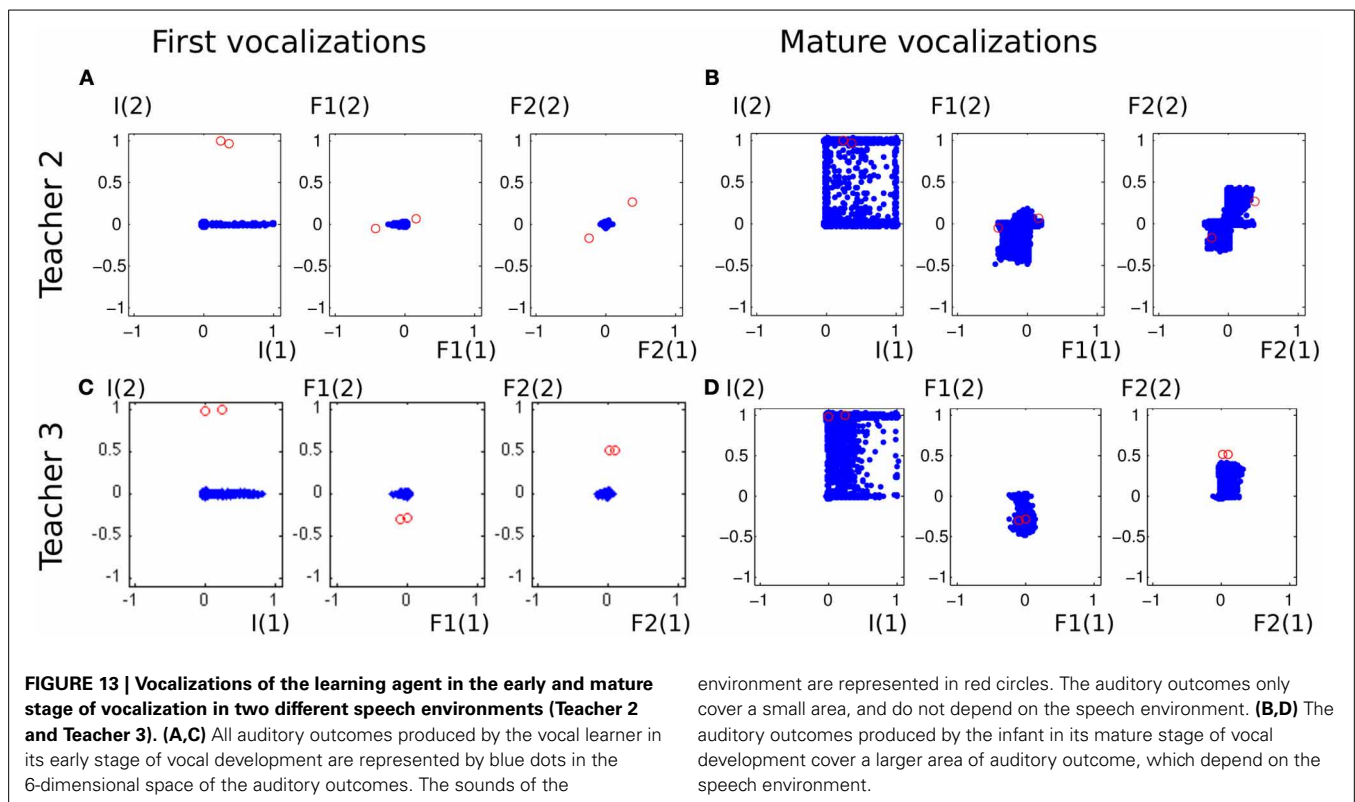 First vocalizations
Mature vocalizations
A
B
I(2)
F1(2)
F2(2)
I(2)
F1(2)
F2(2)
Teacher 2
1
0.5
0
−0.5
−1
1
0.5
0
−0.5
−1
1
0.5
0
−0.5
−1
1
0.5
0
−0.5
−1
1
0.5
0
−0.5
−1
1
0.5
0
−0.5
−1
−1 0 1
−1 0 1
−1 0 1
−1 0 1
−1 0 1
−1 0 1
I(1)
F1(1)
F2(1)
I(1)
F1(1)
F2(1)
C
D
I(2)
F1(2)
F2(2)
I(2)
F1(2)
F2(2)
Teacher 3
1
0.5
0
-0.5
-1
1
0.5
0
-0.5
-1
1
0.5
0
-0.5
-1
1
0.5
0
−0.5
−1
1
0.5
0
−0.5
−1
1
0.5
0
−0.5
−1
-1 0 1
-1 0 1
-1 0 1
−1 0 1
−1 0 1
−1 0 1
I(1)
F1(1)
F2(1)
I(1)
F1(1)
F2(1)
FIGURE 13 | Vocalizations of the learning agent in the early and mature
stage of vocalization in two different speech environments (Teacher 2
and Teacher 3). (A,C) All auditory outcomes produced by the vocal learner in
its early stage of vocal development are represented by blue dots in the
6-dimensional space of the auditory outcomes. The sounds of the
environment are represented in red circles. The auditory outcomes only
cover a small area, and do not depend on the speech environment. (B,D) The
auditory outcomes produced by the infant in its mature stage of vocal
development cover a larger area of auditory outcome, which depend on the
speech environment.